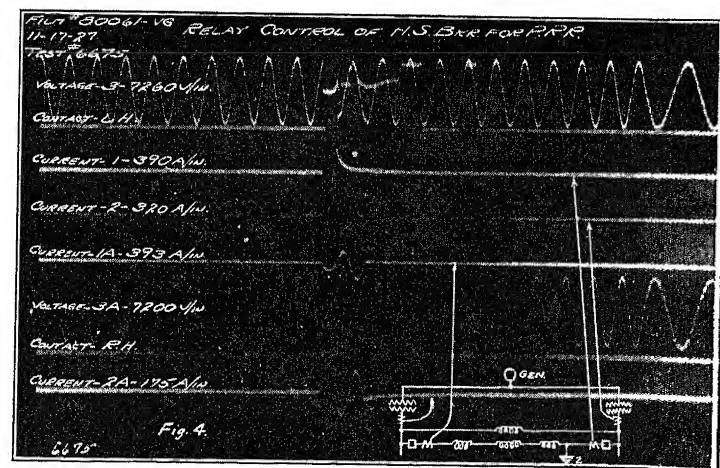 FILM #80061-VG
11-17-27
TEST #6675
RELAY CONTROL OF H.S. BKR FOR P.R.R.
VOLTAGE-3-7260 V/IN.
CONTACT-L.H.
CURRENT-1-390 A/IN.
CURRENT-2-320 A/IN.
CURRENT-1A-393 A/IN.
VOLTAGE-3A-7200 V/IN.
CONTACT-R.H.
CURRENT-2A-175 A/IN
GEN.
2
Fig. 4.
6675